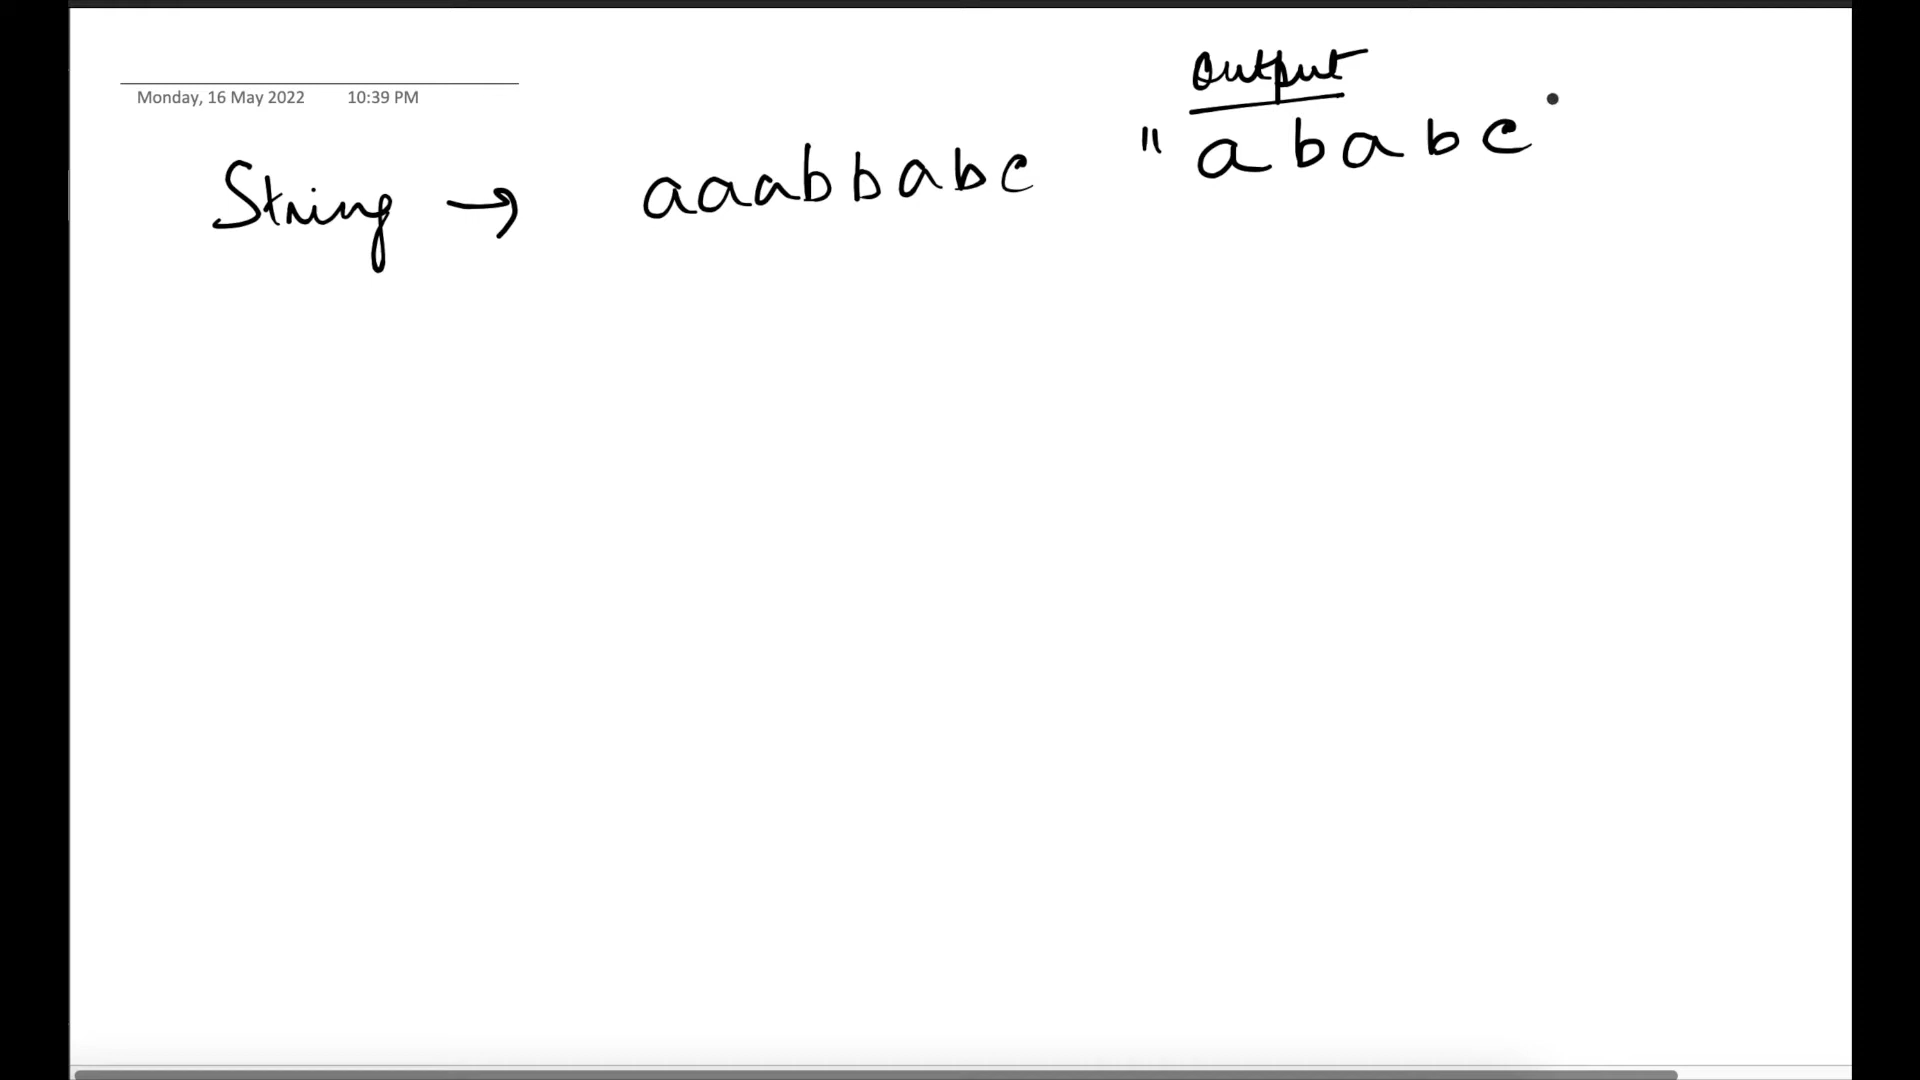 Monday, 16 May 2022 10:39 PM
Output
String → aaabbabc "ababc